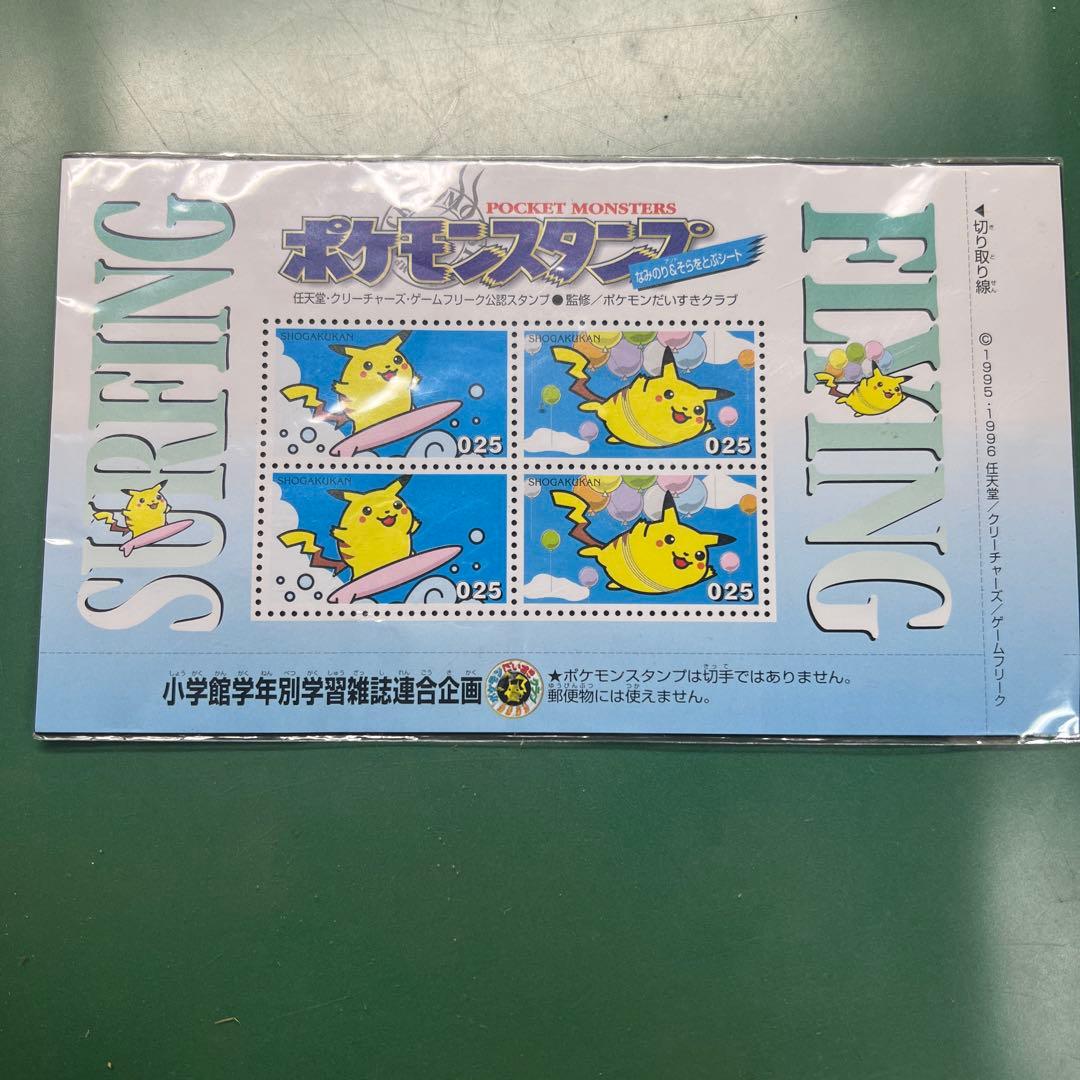 SURFING
POCKET MONSTERS
ポケモンスタンプ
なみのり&そらをとぶシート
任天堂・クリーチャーズ・ゲームフリーク公認スタンプ●監修/ポケモンだいすきクラブ
SHOGAKUKAN
025
SHOGAKUKAN
025
SHOGAKUKAN
025
SHOGAKUKAN
025
FLYING
◀切り取り線
©1995・1996 任天堂/クリーチャーズ/ゲームフリーク
小学館学年別学習雑誌連合企画
★ポケモンスタンプは切手ではありません。
郵便物には使えません。